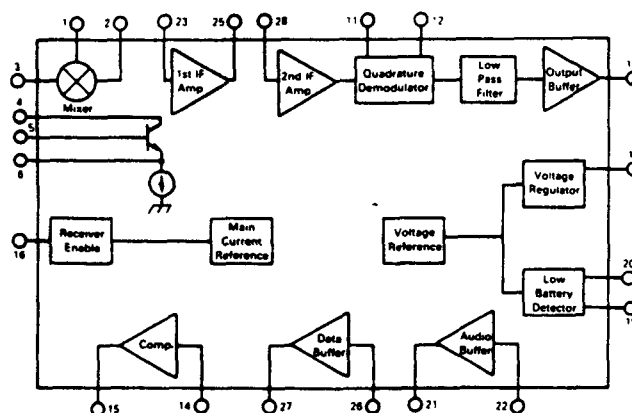 1
2
23
25
28
11
12
3
1st IF
Amp
2nd IF
Amp
Quadrature
Demodulator
Low
Pass
Filter
Output
Buffer
Mixer
4
5
6
Voltage
Regulator
Receiver
Enable
Main
Current
Reference
Voltage
Reference
16
20
Low
Battery
Detector
Comp.
Data
Buffer
Audio
Buffer
15
14
27
26
21
22